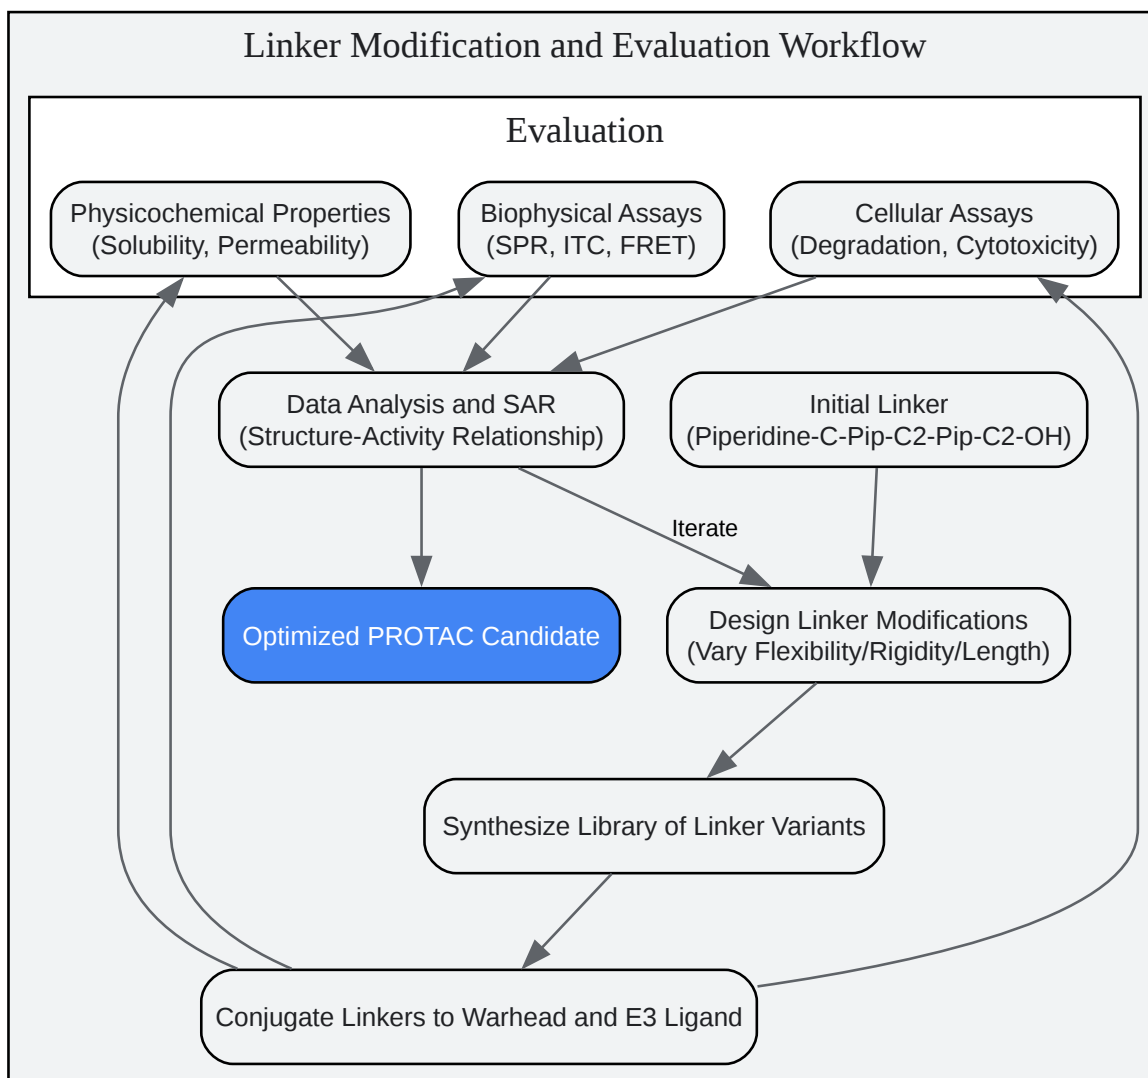 Linker Modification and Evaluation Workflow
Evaluation
Physicochemical Properties
(Solubility, Permeability)
Biophysical Assays
(SPR, ITC, FRET)
Cellular Assays
(Degradation, Cytotoxicity)
Data Analysis and SAR
(Structure-Activity Relationship)
Initial Linker
(Piperidine-C-Pip-C2-Pip-C2-OH)
Iterate
Optimized PROTAC Candidate
Design Linker Modifications
(Vary Flexibility/Rigidity/Length)
Synthesize Library of Linker Variants
Conjugate Linkers to Warhead and E3 Ligand